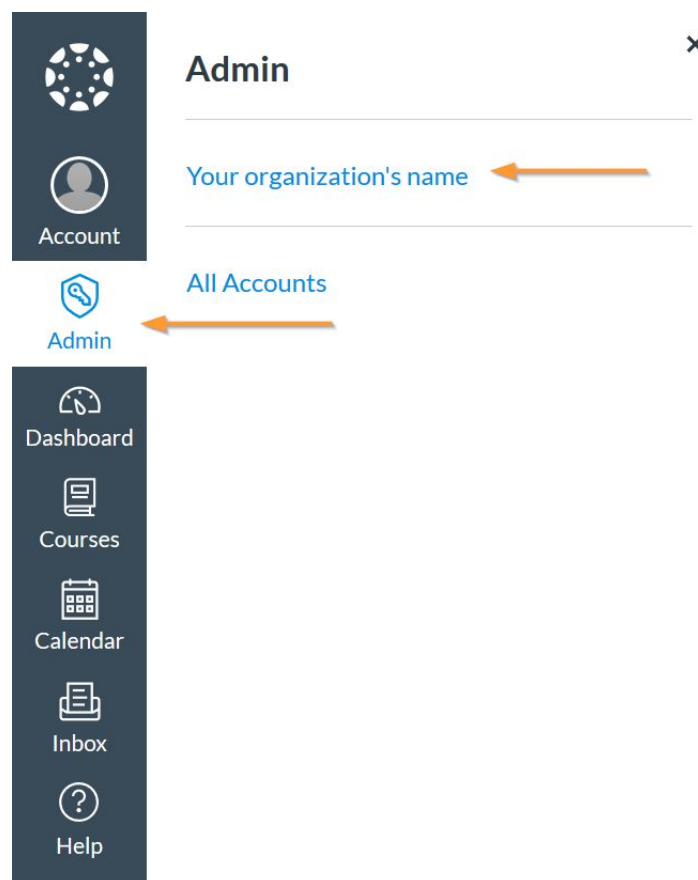 Admin
Your organization's name
All Accounts
Account
Admin
Dashboard
Courses
Calendar
Inbox
Help